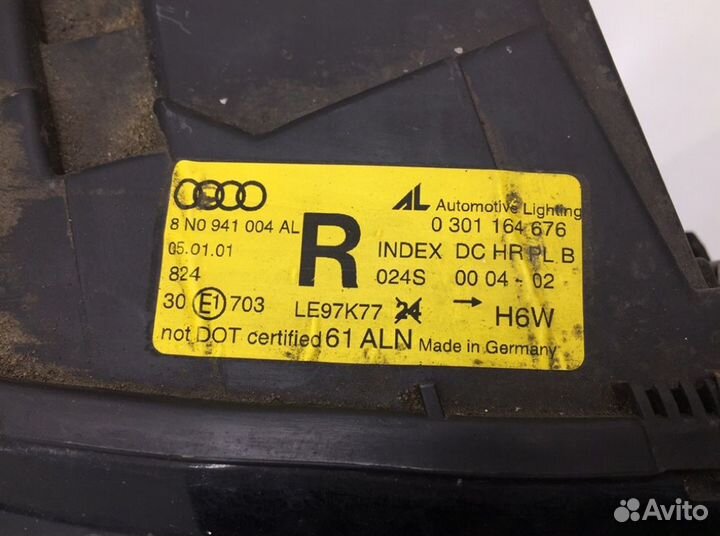 AL Automotive Lighting
8 N0 941 004 AL
R
0 301 164 676
05.01.01
INDEX DC HR PL B
824
024S 00 04 - 02
30 E1 703
LE97K77 24 → H6W
not DOT certified 61 ALN Made in Germany
Avito